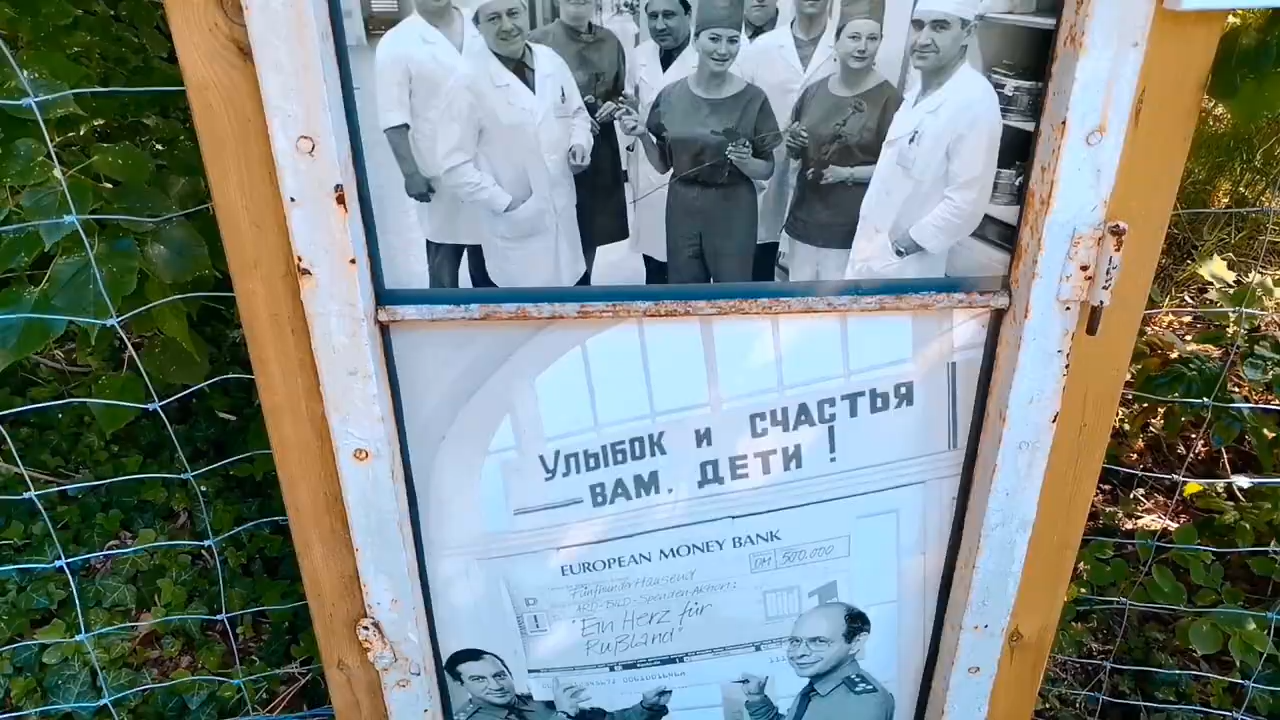 УЛЫБОК и СЧАСТЬЯ
ВАМ, ДЕТИ!
EUROPEAN MONEY BANK
DM 500.000
Fünfhunderttausend
ARD-BILD-Spenden-Aktion:
"Ein Herz für
Rußland"